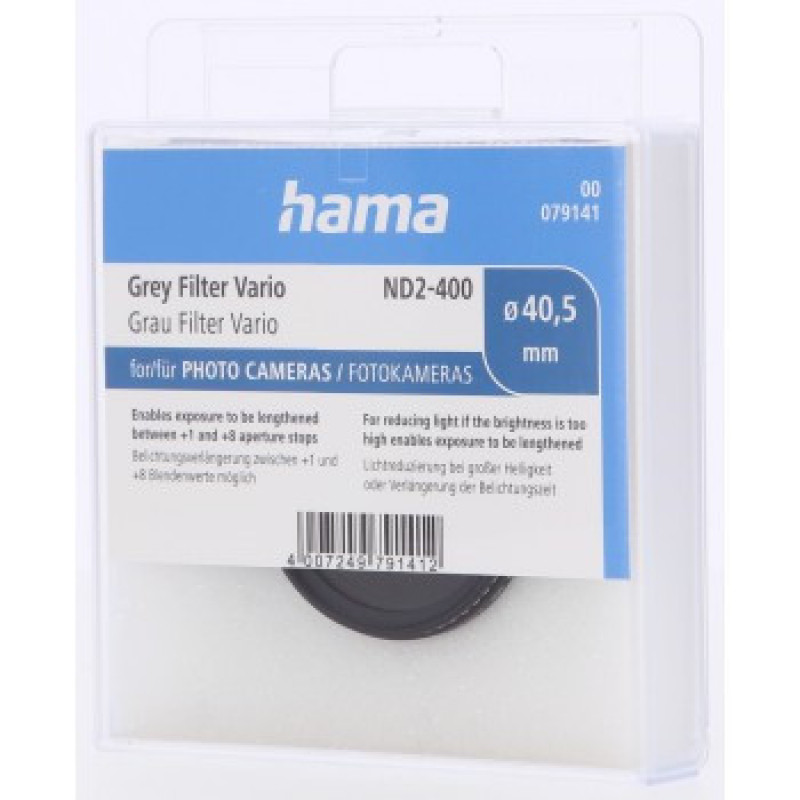 hama
00
079141
Grey Filter Vario
ND2-400
Grau Filter Vario
ø 40,5
mm
for/für PHOTO CAMERAS / FOTOKAMERAS
Enables exposure to be lengthened
between +1 and +8 aperture stops
Belichtungsverlängerung zwischen +1 und
+8 Blendenwerte möglich
For reducing light if the brightness is too
high enables exposure to be lengthened
Lichtreduzierung bei großer Helligkeit
oder Verlängerung der Belichtungszeit
4 007249 791412